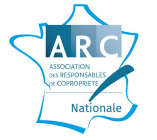 ARC
ASSOCIATION
DES RESPONSABLES
DE COPROPRIETE
Nationale